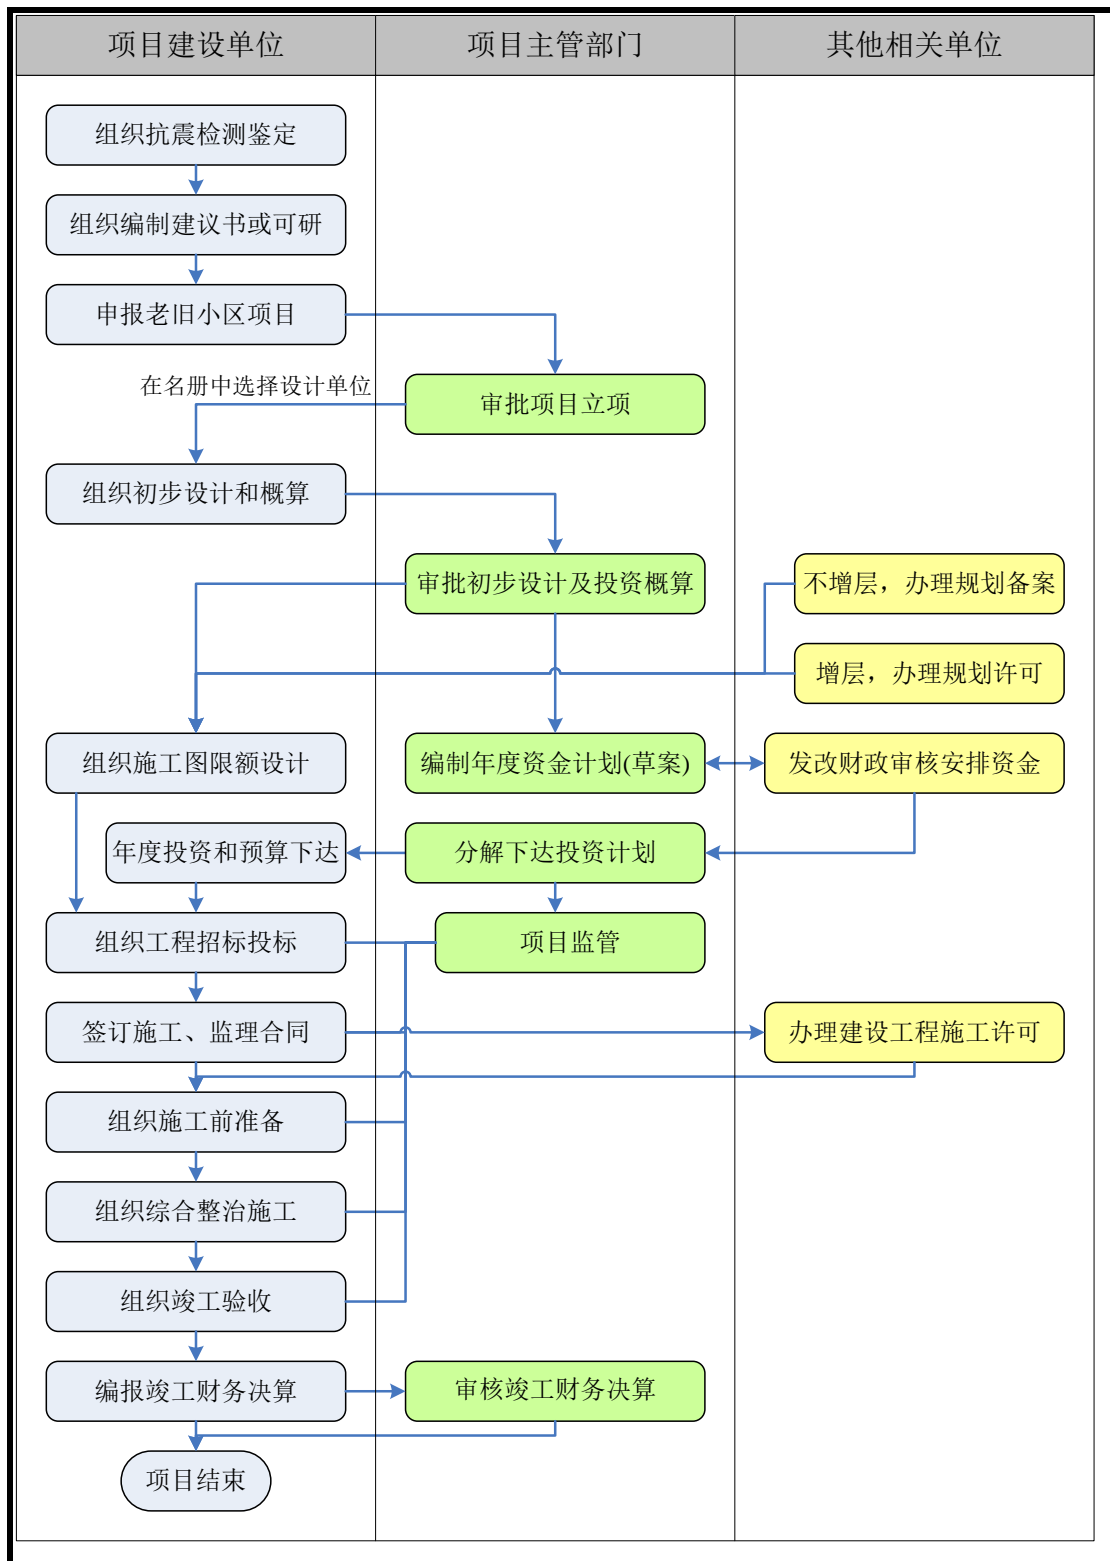 项目建设单位
项目主管部门
其他相关单位
组织抗震检测鉴定
组织编制建议书或可研
申报老旧小区项目
在名册中选择设计单位
审批项目立项
组织初步设计和概算
审批初步设计及投资概算
不增层，办理规划备案
增层，办理规划许可
组织施工图限额设计
编制年度资金计划(草案)
发改财政审核安排资金
年度投资和预算下达
分解下达投资计划
组织工程招标投标
项目监管
签订施工、监理合同
办理建设工程施工许可
组织施工前准备
组织综合整治施工
组织竣工验收
编报竣工财务决算
审核竣工财务决算
项目结束